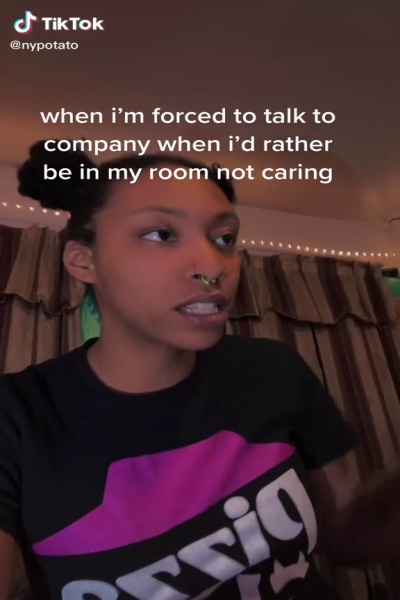 TikTok
@nypotato
when i'm forced to talk to
company when i'd rather
be in my room not caring